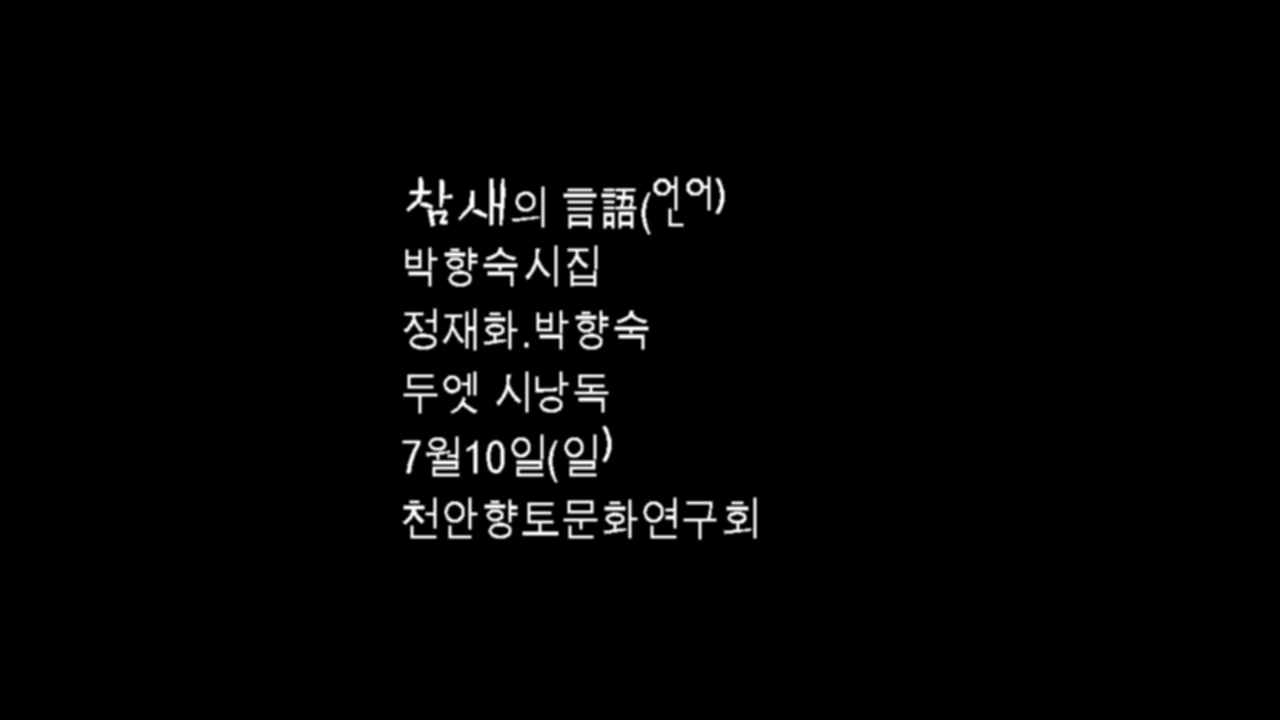 참새의 言語(언어)
박향숙시집
정재화.박향숙
두엣 시낭독
7월10일(일)
천안향토문화연구회